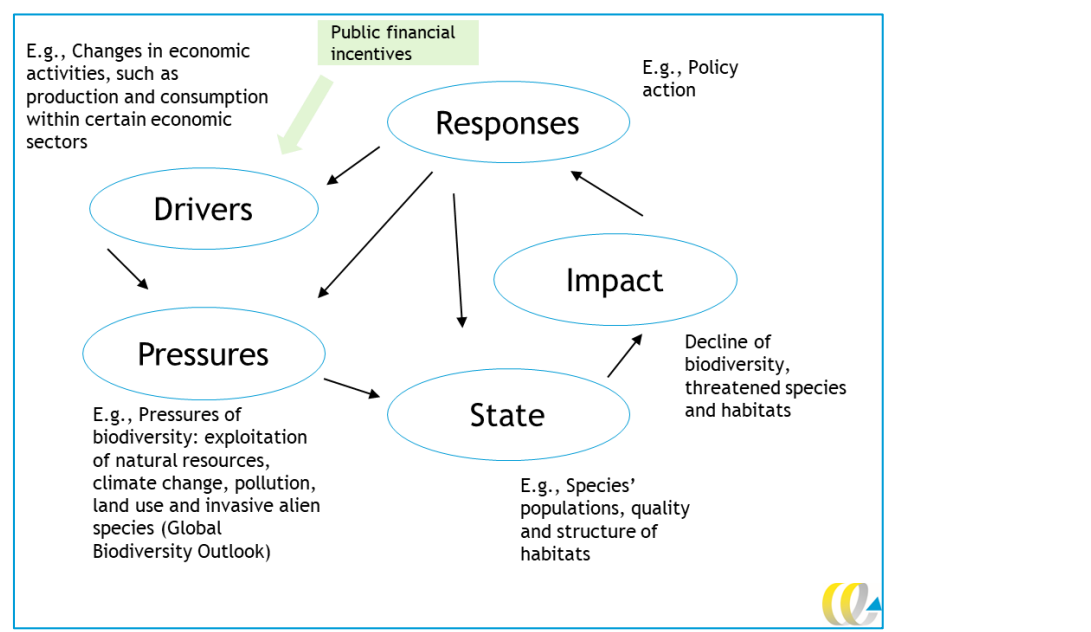 Public financial
incentives
E.g., Changes in economic
activities, such as
production and consumption
within certain economic
sectors
E.g., Policy
action
Responses
Drivers
Impact
Decline of
biodiversity,
threatened species
and habitats
Pressures
E.g., Pressures of
biodiversity: exploitation
of natural resources,
climate change, pollution,
land use and invasive alien
species (Global
Biodiversity Outlook)
State
E.g., Species’
populations, quality
and structure of
habitats